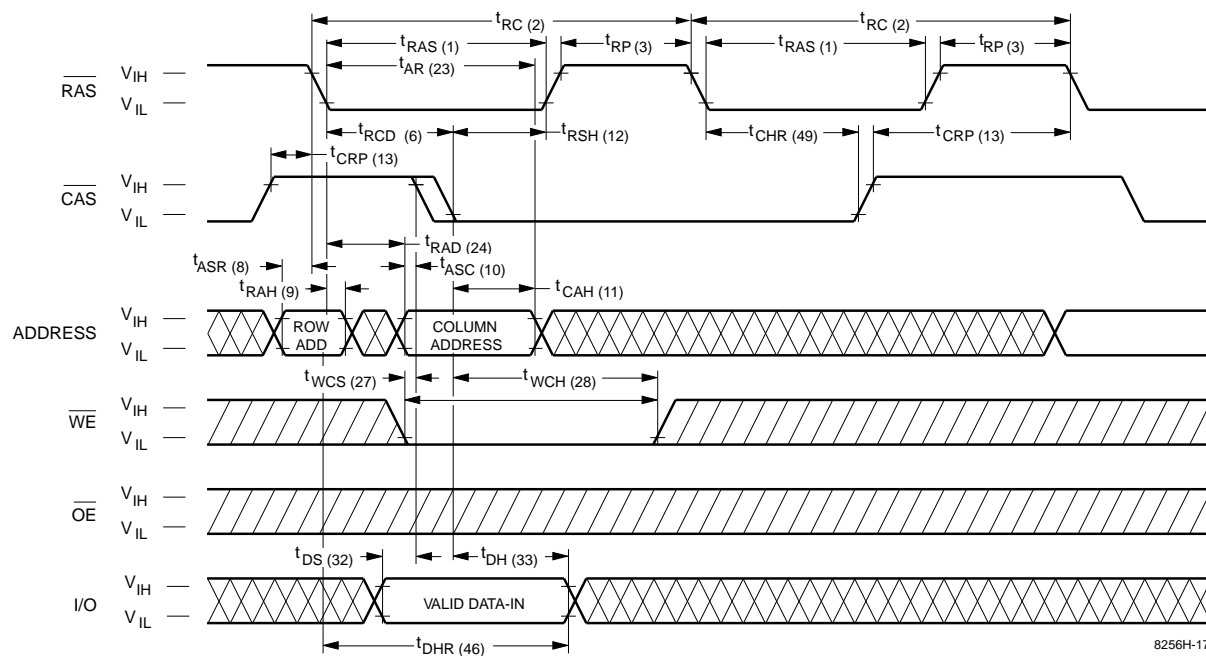 tRC (2) tRC (2)
tRAS (1) tRP (3) tRAS (1) tRP (3)
tAR (23)
RAS VIH
VIL
tRCD (6) tRSH (12) tCHR (49) tCRP (13)
tCRP (13)
CAS VIH
VIL
tRAD (24)
tASR (8) tASC (10)
tRAH (9) tCAH (11)
ADDRESS VIH
VIL
ROW
ADD
COLUMN
ADDRESS
tWCS (27) tWCH (28)
WE VIH
VIL
OE VIH
VIL
tDS (32) tDH (33)
I/O VIH
VIL
VALID DATA-IN
tDHR (46)
8256H-17